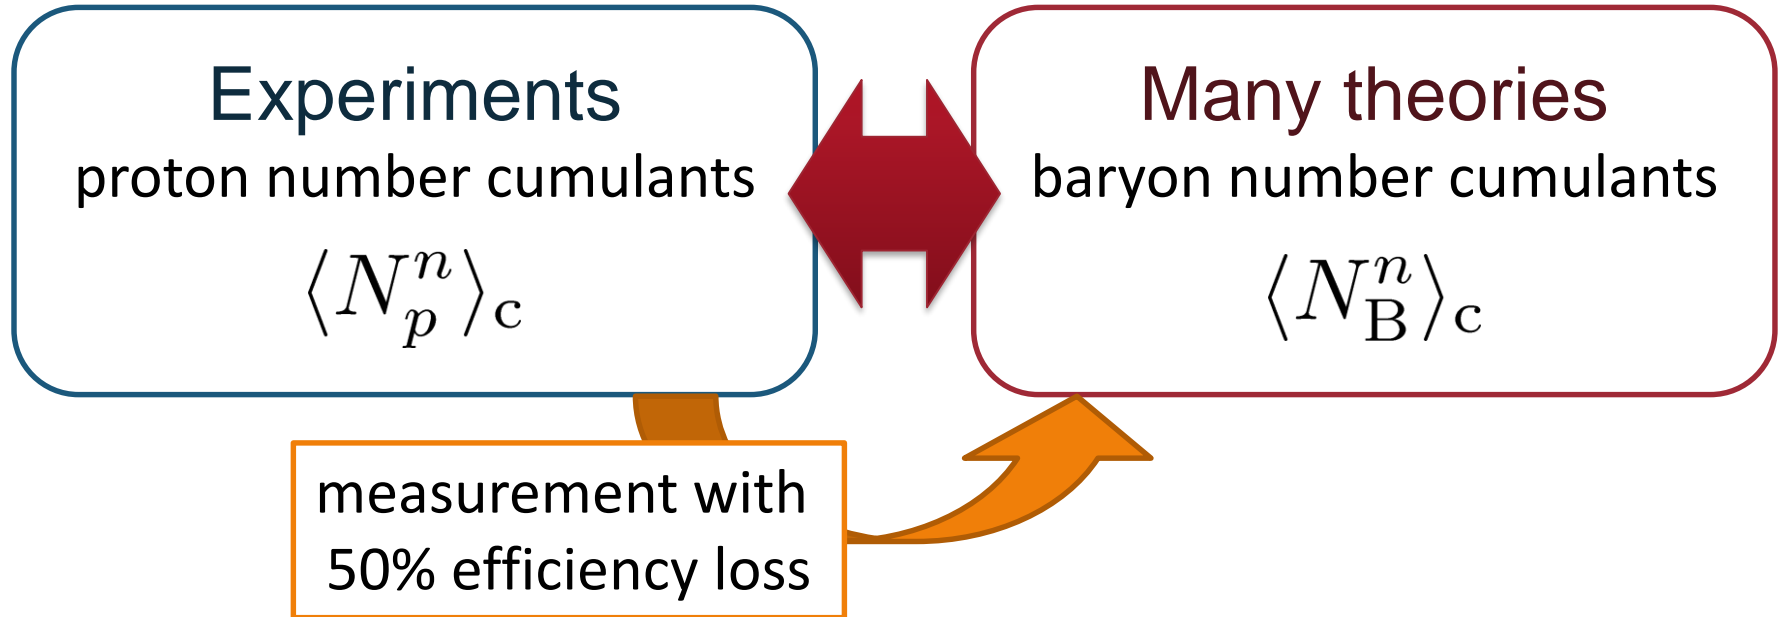 Experiments
proton number cumulants
⟨N_p^n⟩_c
Many theories
baryon number cumulants
⟨N_B^n⟩_c
measurement with
50% efficiency loss